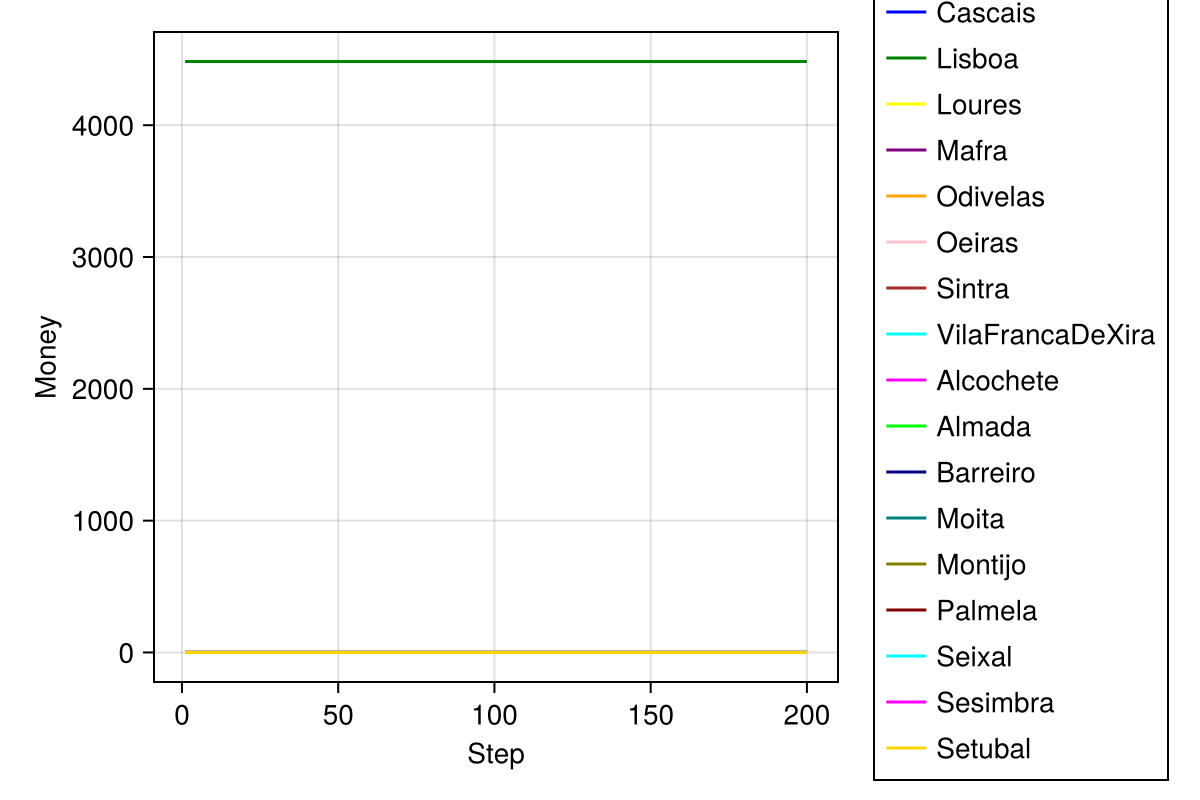 4000
3000
2000
1000
0
Money
0 50 100 150 200
Step
Cascais
Lisboa
Loures
Mafra
Odivelas
Oeiras
Sintra
VilaFrancaDeXira
Alcochete
Almada
Barreiro
Moita
Montijo
Palmela
Seixal
Sesimbra
Setubal